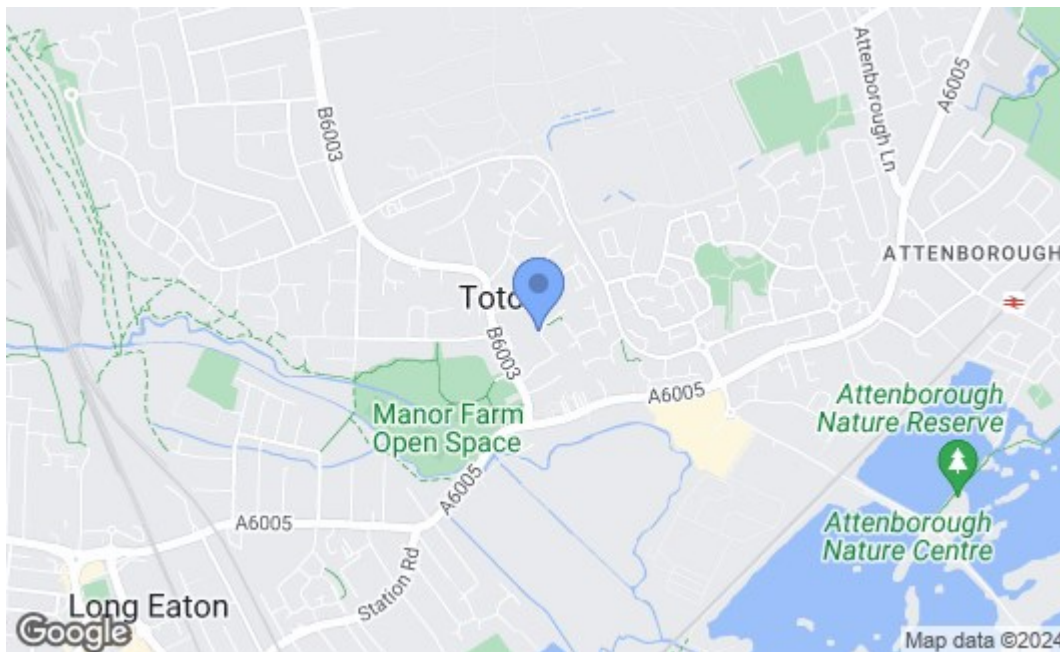 B6003
Attenborough Ln
A6005
ATTENBOROUGH
B6003
A6005
Manor Farm
Open Space
Attenborough
Nature Reserve
A6005
A6005
Attenborough
Nature Centre
Station Rd
Long Eaton
Google
Map data ©2024